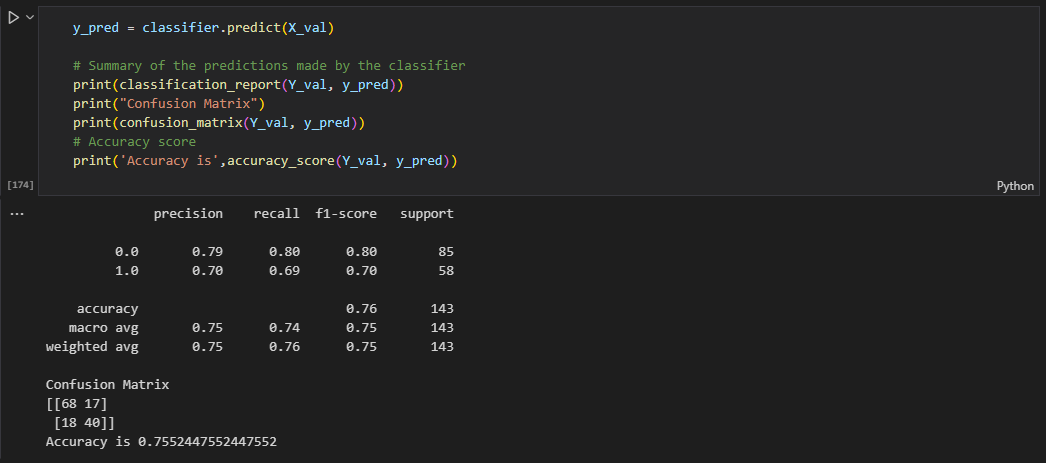 y_pred = classifier.predict(X_val)
# Summary of the predictions made by the classifier
print(classification_report(Y_val, y_pred))
print("Confusion Matrix")
print(confusion_matrix(Y_val, y_pred))
# Accuracy score
print('Accuracy is',accuracy_score(Y_val, y_pred))
[174]
Python
precision recall f1-score support
0.0 0.79 0.80 0.80 85
1.0 0.70 0.69 0.70 58
accuracy 0.76 143
macro avg 0.75 0.74 0.75 143
weighted avg 0.75 0.76 0.75 143
Confusion Matrix
[[68 17]
[18 40]]
Accuracy is 0.7552447552447552